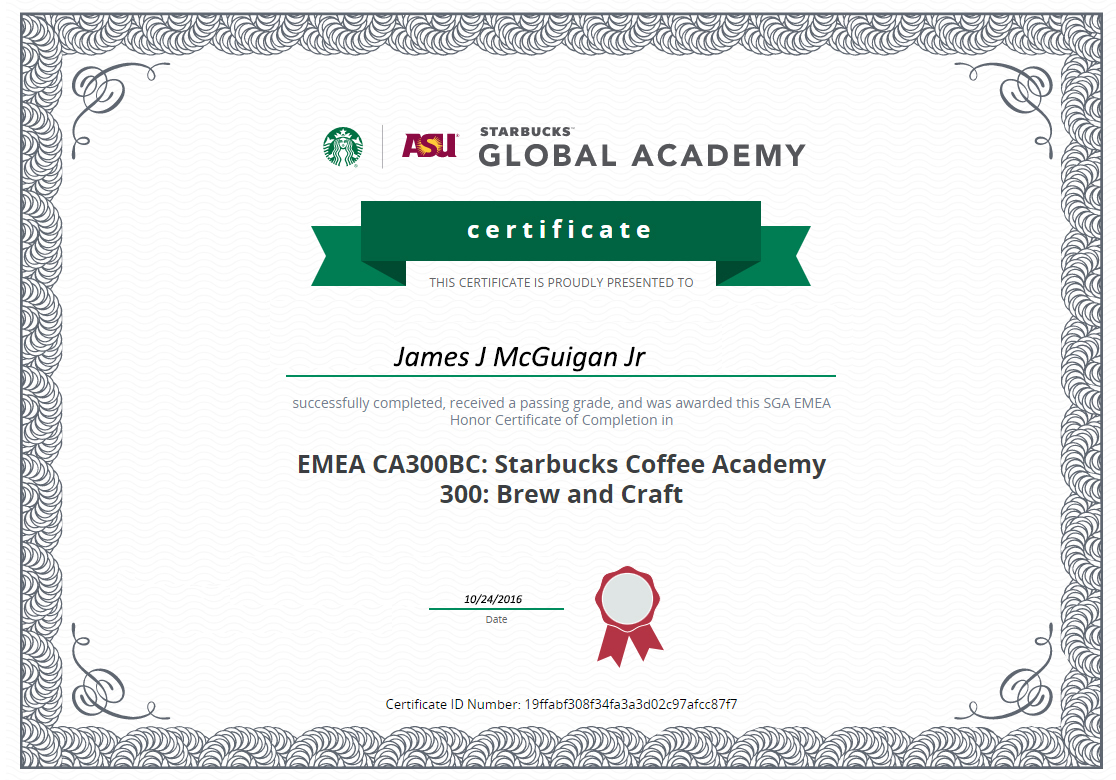 ASU
STARBUCKS™
GLOBAL ACADEMY
certificate
THIS CERTIFICATE IS PROUDLY PRESENTED TO
James J McGuigan Jr
successfully completed, received a passing grade, and was awarded this SGA EMEA
Honor Certificate of Completion in
EMEA CA300BC: Starbucks Coffee Academy
300: Brew and Craft
10/24/2016
Date
Certificate ID Number: 19ffabf308f34fa3a3d02c97afcc87f7